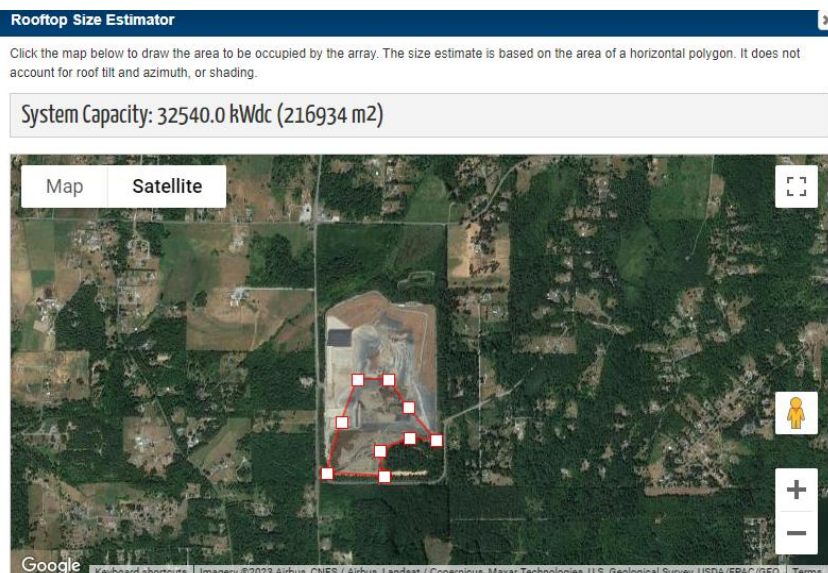 Rooftop Size Estimator
Click the map below to draw the area to be occupied by the array. The size estimate is based on the area of a horizontal polygon. It does not
account for roof tilt and azimuth, or shading.
System Capacity: 32540.0 kWdc (216934 m2)
Map Satellite
Google Keyboard shortcuts Imagery ©2023 Airbus, CNES / Airbus, Landsat / Copernicus, Maxar Technologies, U.S. Geological Survey, USDA/FPAC/GEO Terms